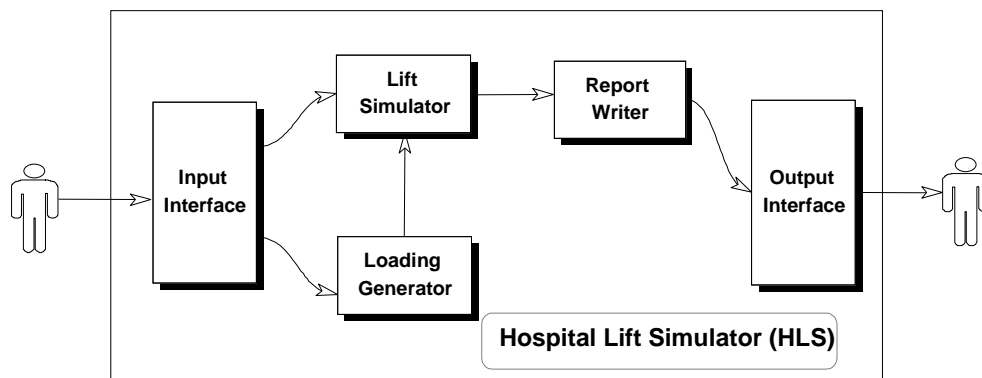 Lift
Simulator
Report
Writer
Input
Interface
Output
Interface
Loading
Generator
Hospital Lift Simulator (HLS)